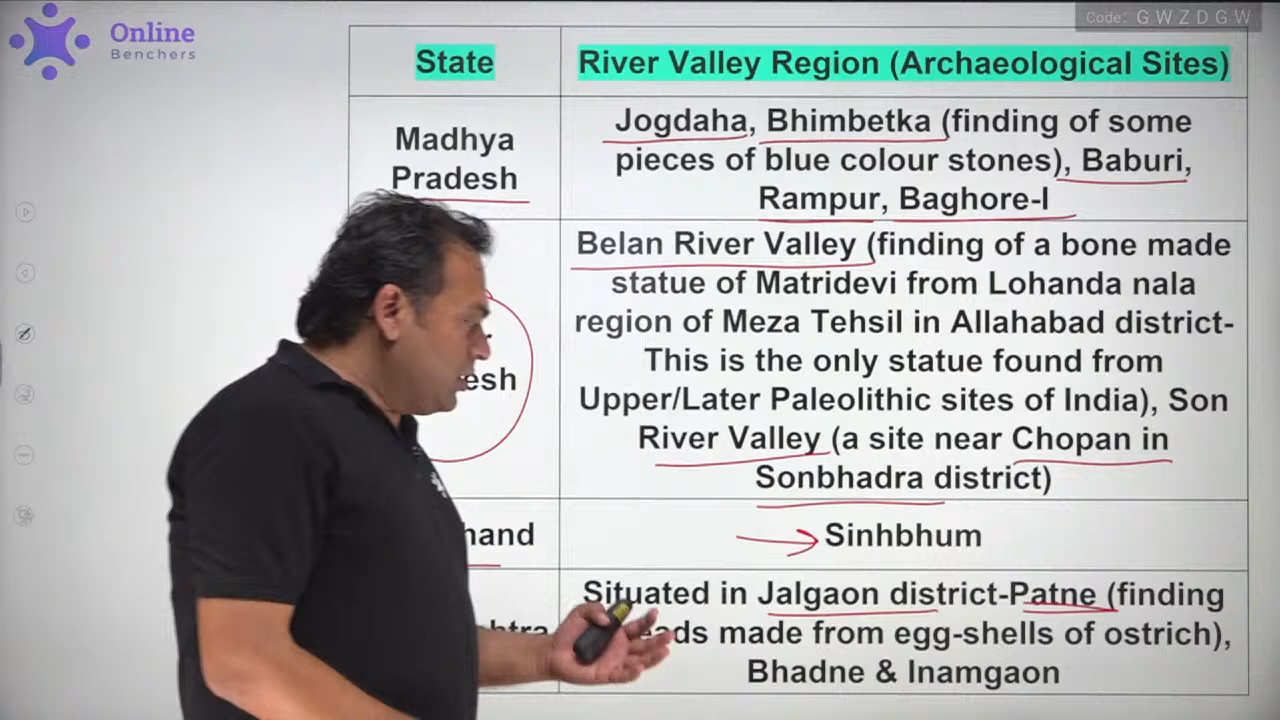 Online
Benchers
Code: G W Z D G W
State
River Valley Region (Archaeological Sites)
Madhya
Pradesh
Jogdaha, Bhimbetka (finding of some
pieces of blue colour stones), Baburi,
Rampur, Baghore-I
esh
Belan River Valley (finding of a bone made
statue of Matridevi from Lohanda nala
region of Meza Tehsil in Allahabad district-
This is the only statue found from
Upper/Later Paleolithic sites of India), Son
River Valley (a site near Chopan in
Sonbhadra district)
hand
Sinhbhum
htra
Situated in Jalgaon district-Patne (finding
ads made from egg-shells of ostrich),
Bhadne & Inamgaon